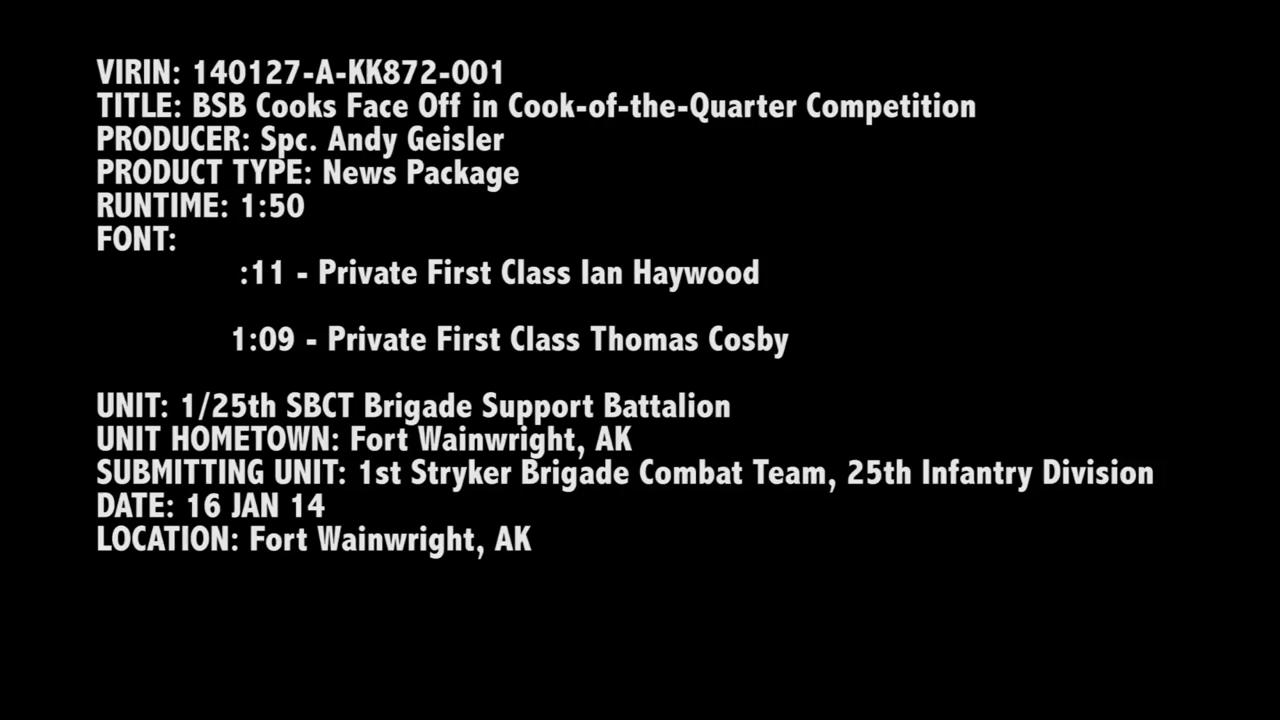 VIRIN: 140127-A-KK872-001
TITLE: BSB Cooks Face Off in Cook-of-the-Quarter Competition
PRODUCER: Spc. Andy Geisler
PRODUCT TYPE: News Package
RUNTIME: 1:50
FONT:
:11 - Private First Class Ian Haywood
1:09 - Private First Class Thomas Cosby
UNIT: 1/25th SBCT Brigade Support Battalion
UNIT HOMETOWN: Fort Wainwright, AK
SUBMITTING UNIT: 1st Stryker Brigade Combat Team, 25th Infantry Division
DATE: 16 JAN 14
LOCATION: Fort Wainwright, AK